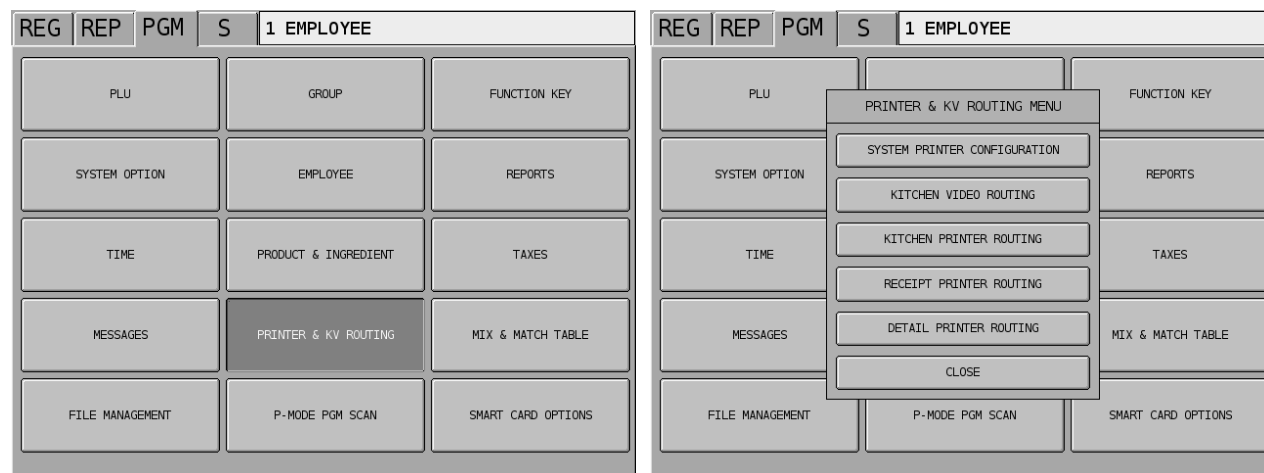 REG REP PGM S 1 EMPLOYEE
PLU GROUP FUNCTION KEY
SYSTEM OPTION EMPLOYEE REPORTS
TIME PRODUCT & INGREDIENT TAXES
MESSAGES PRINTER & KV ROUTING MIX & MATCH TABLE
FILE MANAGEMENT P-MODE PGM SCAN SMART CARD OPTIONS
REG REP PGM S 1 EMPLOYEE
PLU FUNCTION KEY
PRINTER & KV ROUTING MENU
SYSTEM PRINTER CONFIGURATION
SYSTEM OPTION REPORTS
KITCHEN VIDEO ROUTING
KITCHEN PRINTER ROUTING
TIME TAXES
RECEIPT PRINTER ROUTING
DETAIL PRINTER ROUTING
MESSAGES MIX & MATCH TABLE
CLOSE
FILE MANAGEMENT P-MODE PGM SCAN SMART CARD OPTIONS